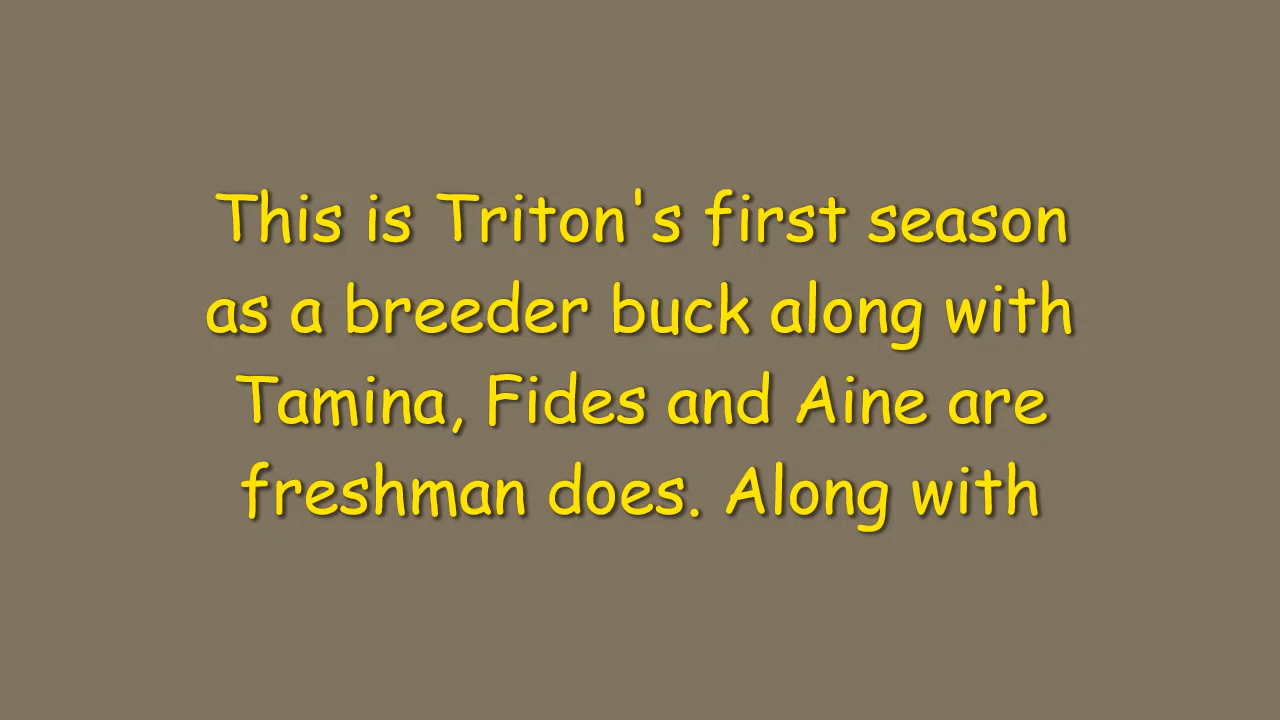 This is Triton's first season
as a breeder buck along with
Tamina, Fides and Aine are
freshman does. Along with